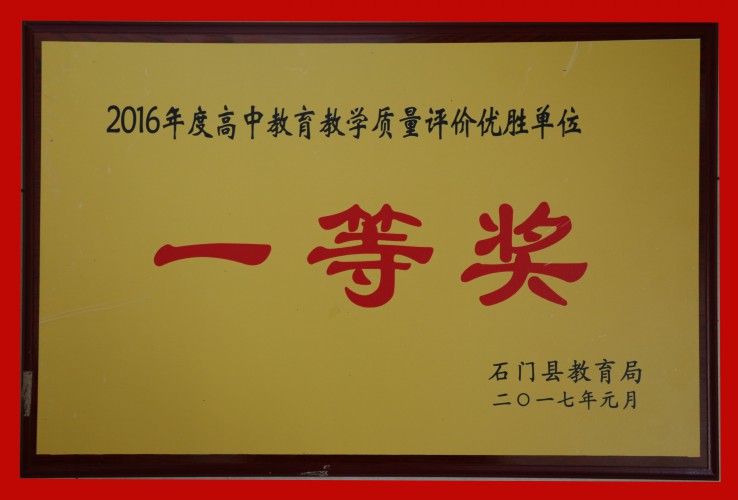 2016年度高中教育教学质量评价优胜单位
一等奖
石门县教育局
二〇一七年元月